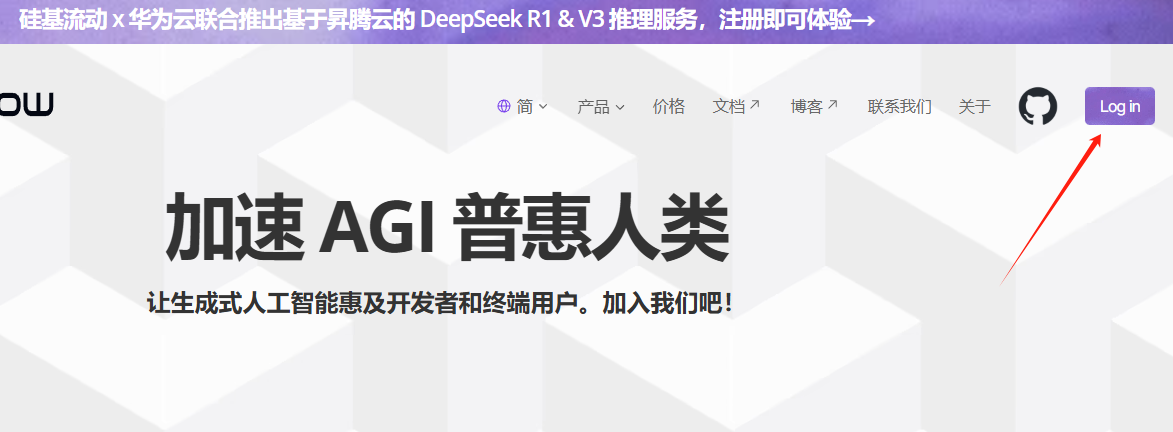 硅基流动 x 华为云联合推出基于昇腾云的 DeepSeek R1 & V3 推理服务，注册即可体验→
ow 简 产品 价格 文档↗ 博客↗ 联系我们 关于 Log in
加速 AGI 普惠人类
让生成式人工智能惠及开发者和终端用户。加入我们吧！